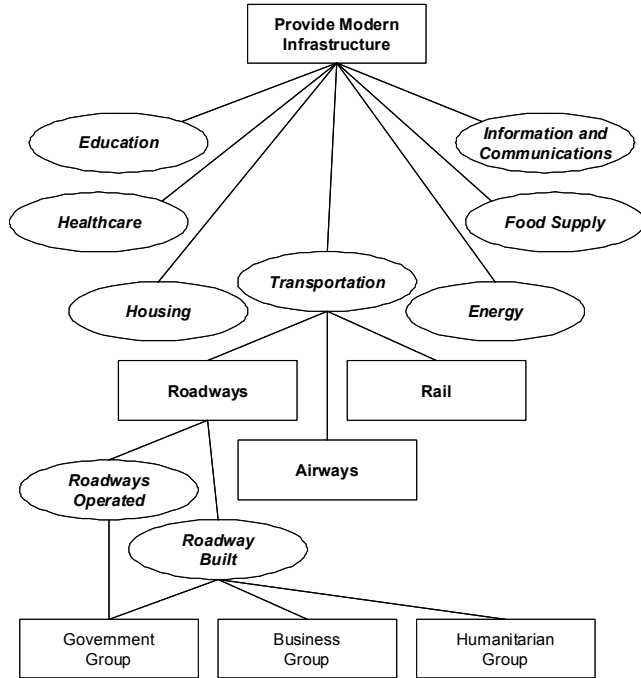 Provide Modern
Infrastructure
Education
Information and
Communications
Healthcare
Food Supply
Transportation
Housing
Energy
Roadways
Rail
Airways
Roadways
Operated
Roadway
Built
Government
Group
Business
Group
Humanitarian
Group